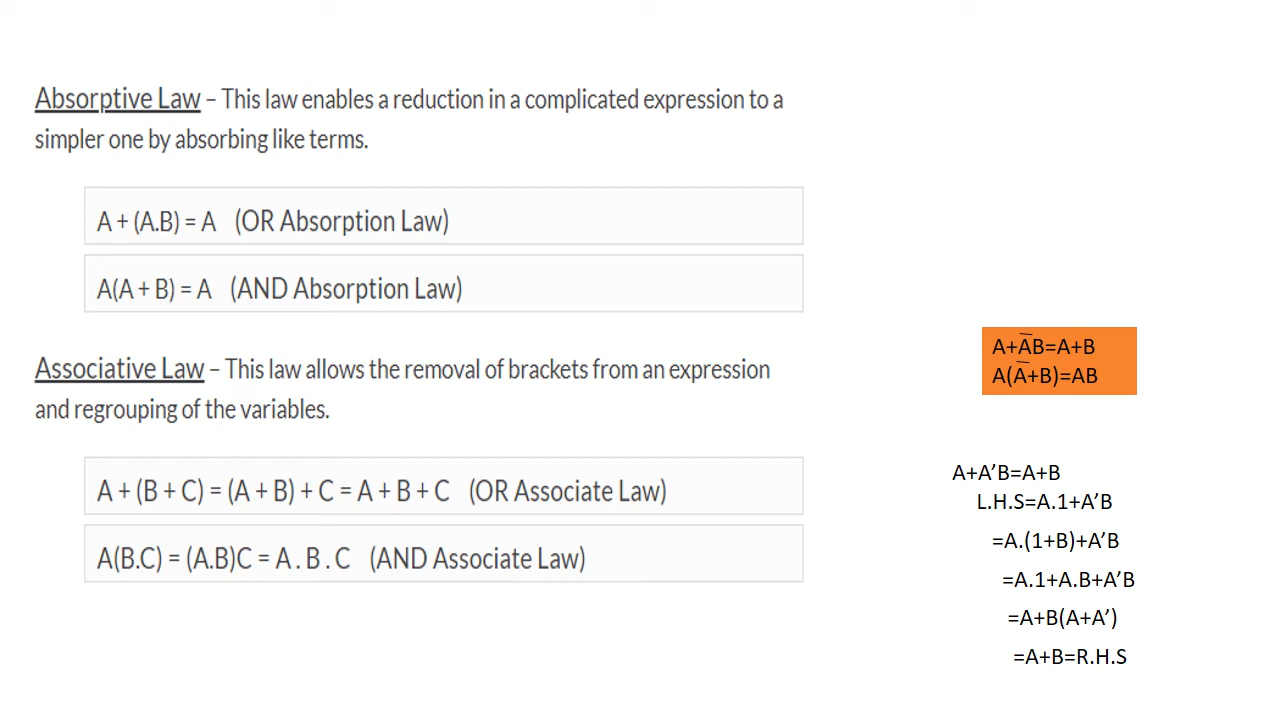 Absorptive Law – This law enables a reduction in a complicated expression to a
simpler one by absorbing like terms.
A + (A.B) = A (OR Absorption Law)
A(A + B) = A (AND Absorption Law)
Associative Law – This law allows the removal of brackets from an expression
and regrouping of the variables.
A + (B + C) = (A + B) + C = A + B + C (OR Associate Law)
A(B.C) = (A.B)C = A . B . C (AND Associate Law)
A+A̅B=A+B
A(A̅+B)=AB
A+A’B=A+B
L.H.S=A.1+A’B
=A.(1+B)+A’B
=A.1+A.B+A’B
=A+B(A+A’)
=A+B=R.H.S